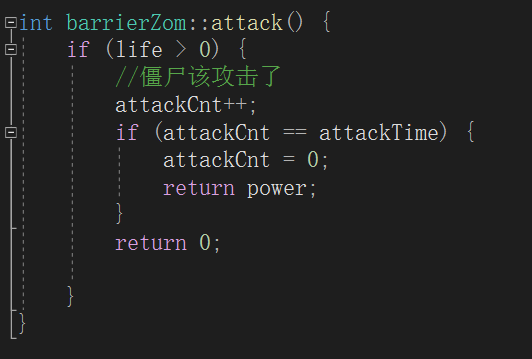 int barrierZom::attack() {
    if (life > 0) {
        //僵尸该攻击了
        attackCnt++;
        if (attackCnt == attackTime) {
            attackCnt = 0;
            return power;
        }
        return 0;
    }
}